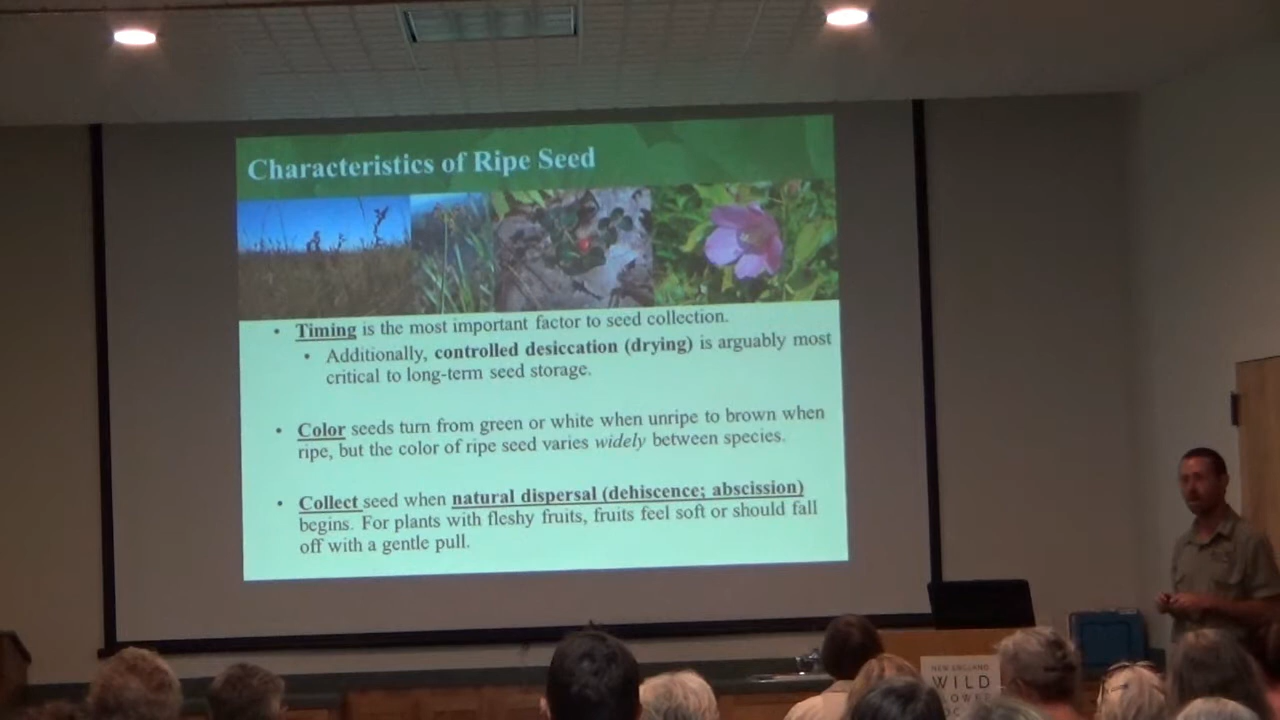 Characteristics of Ripe Seed
• Timing is the most important factor to seed collection.
• Additionally, controlled desiccation (drying) is arguably most
critical to long-term seed storage.
• Color seeds turn from green or white when unripe to brown when
ripe, but the color of ripe seed varies widely between species.
• Collect seed when natural dispersal (dehiscence; abscission)
begins. For plants with fleshy fruits, fruits feel soft or should fall
off with a gentle pull.
NEW ENGLAND
WILD